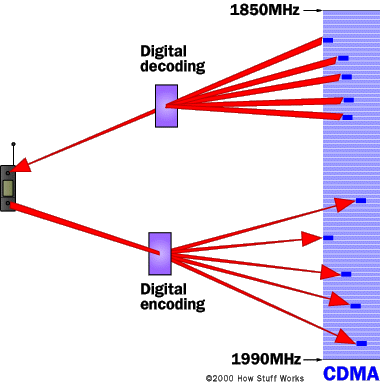 1850MHz
Digital
decoding
Digital
encoding
1990MHz
©2000 How Stuff Works
CDMA